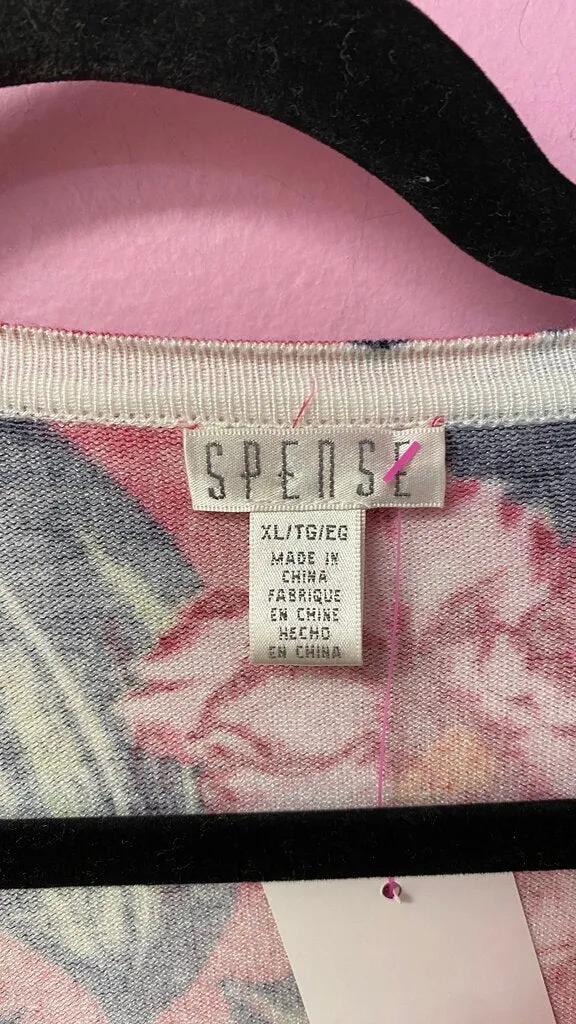 SPENSE
XL/TG/EG
MADE IN
CHINA
FABRIQUE
EN CHINE
HECHO
EN CHINA